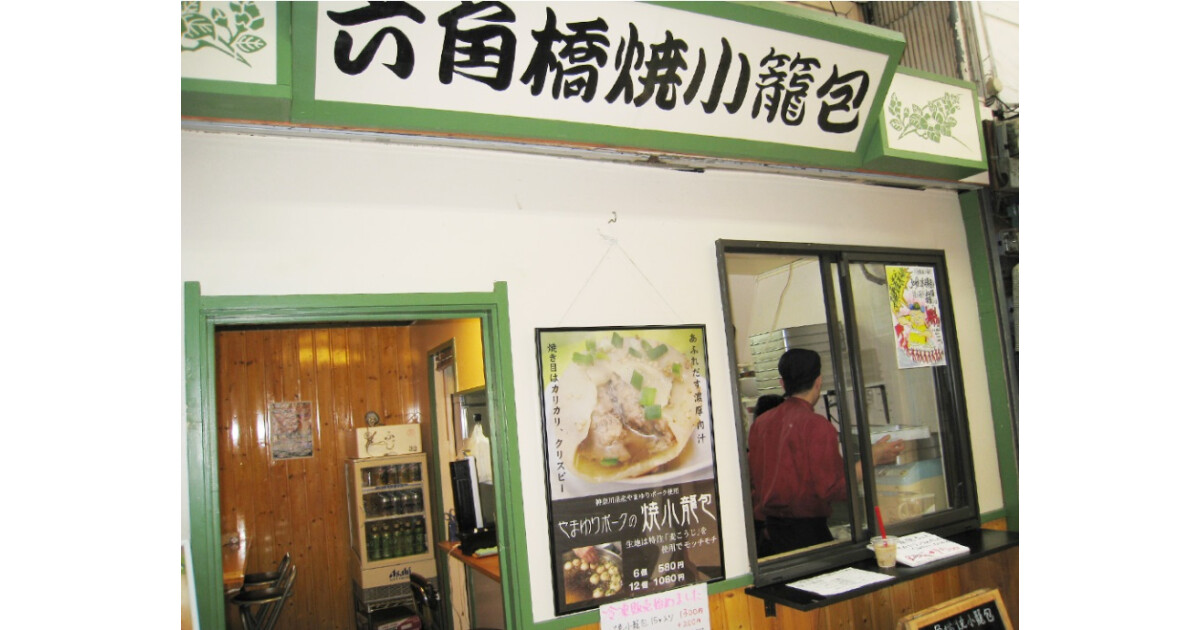 六角橋焼小籠包
あふれだす濃厚肉汁
焼き目はカリカリ、クリスピー
神奈川県産やまゆりポーク使用
やまゆりポークの焼小籠包
生地は特注「麦こうじ」を
使用でモッチモチ
6個 580円
12個 1080円
Asahi